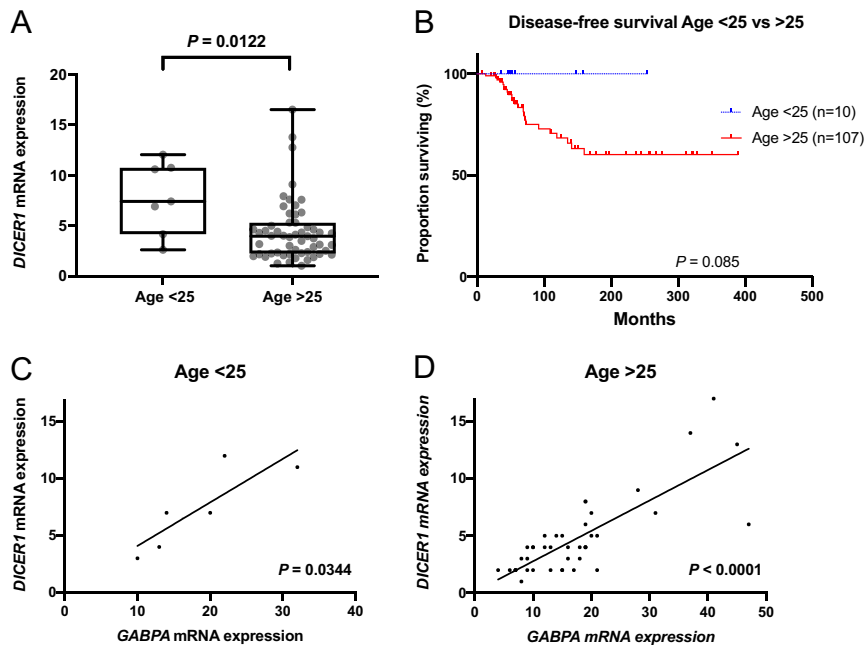 A
P = 0.0122
DICER1 mRNA expression
20
15
10
5
0
Age <25
Age >25
B
Disease-free survival Age <25 vs >25
Proportion surviving (%)
100
50
0
Age <25 (n=10)
Age >25 (n=107)
P = 0.085
0
100
200
300
400
500
Months
C
Age <25
DICER1 mRNA expression
15
10
5
0
P = 0.0344
0
10
20
30
40
GABPA mRNA expression
D
Age >25
DICER1 mRNA expression
15
10
5
0
P < 0.0001
0
10
20
30
40
50
GABPA mRNA expression